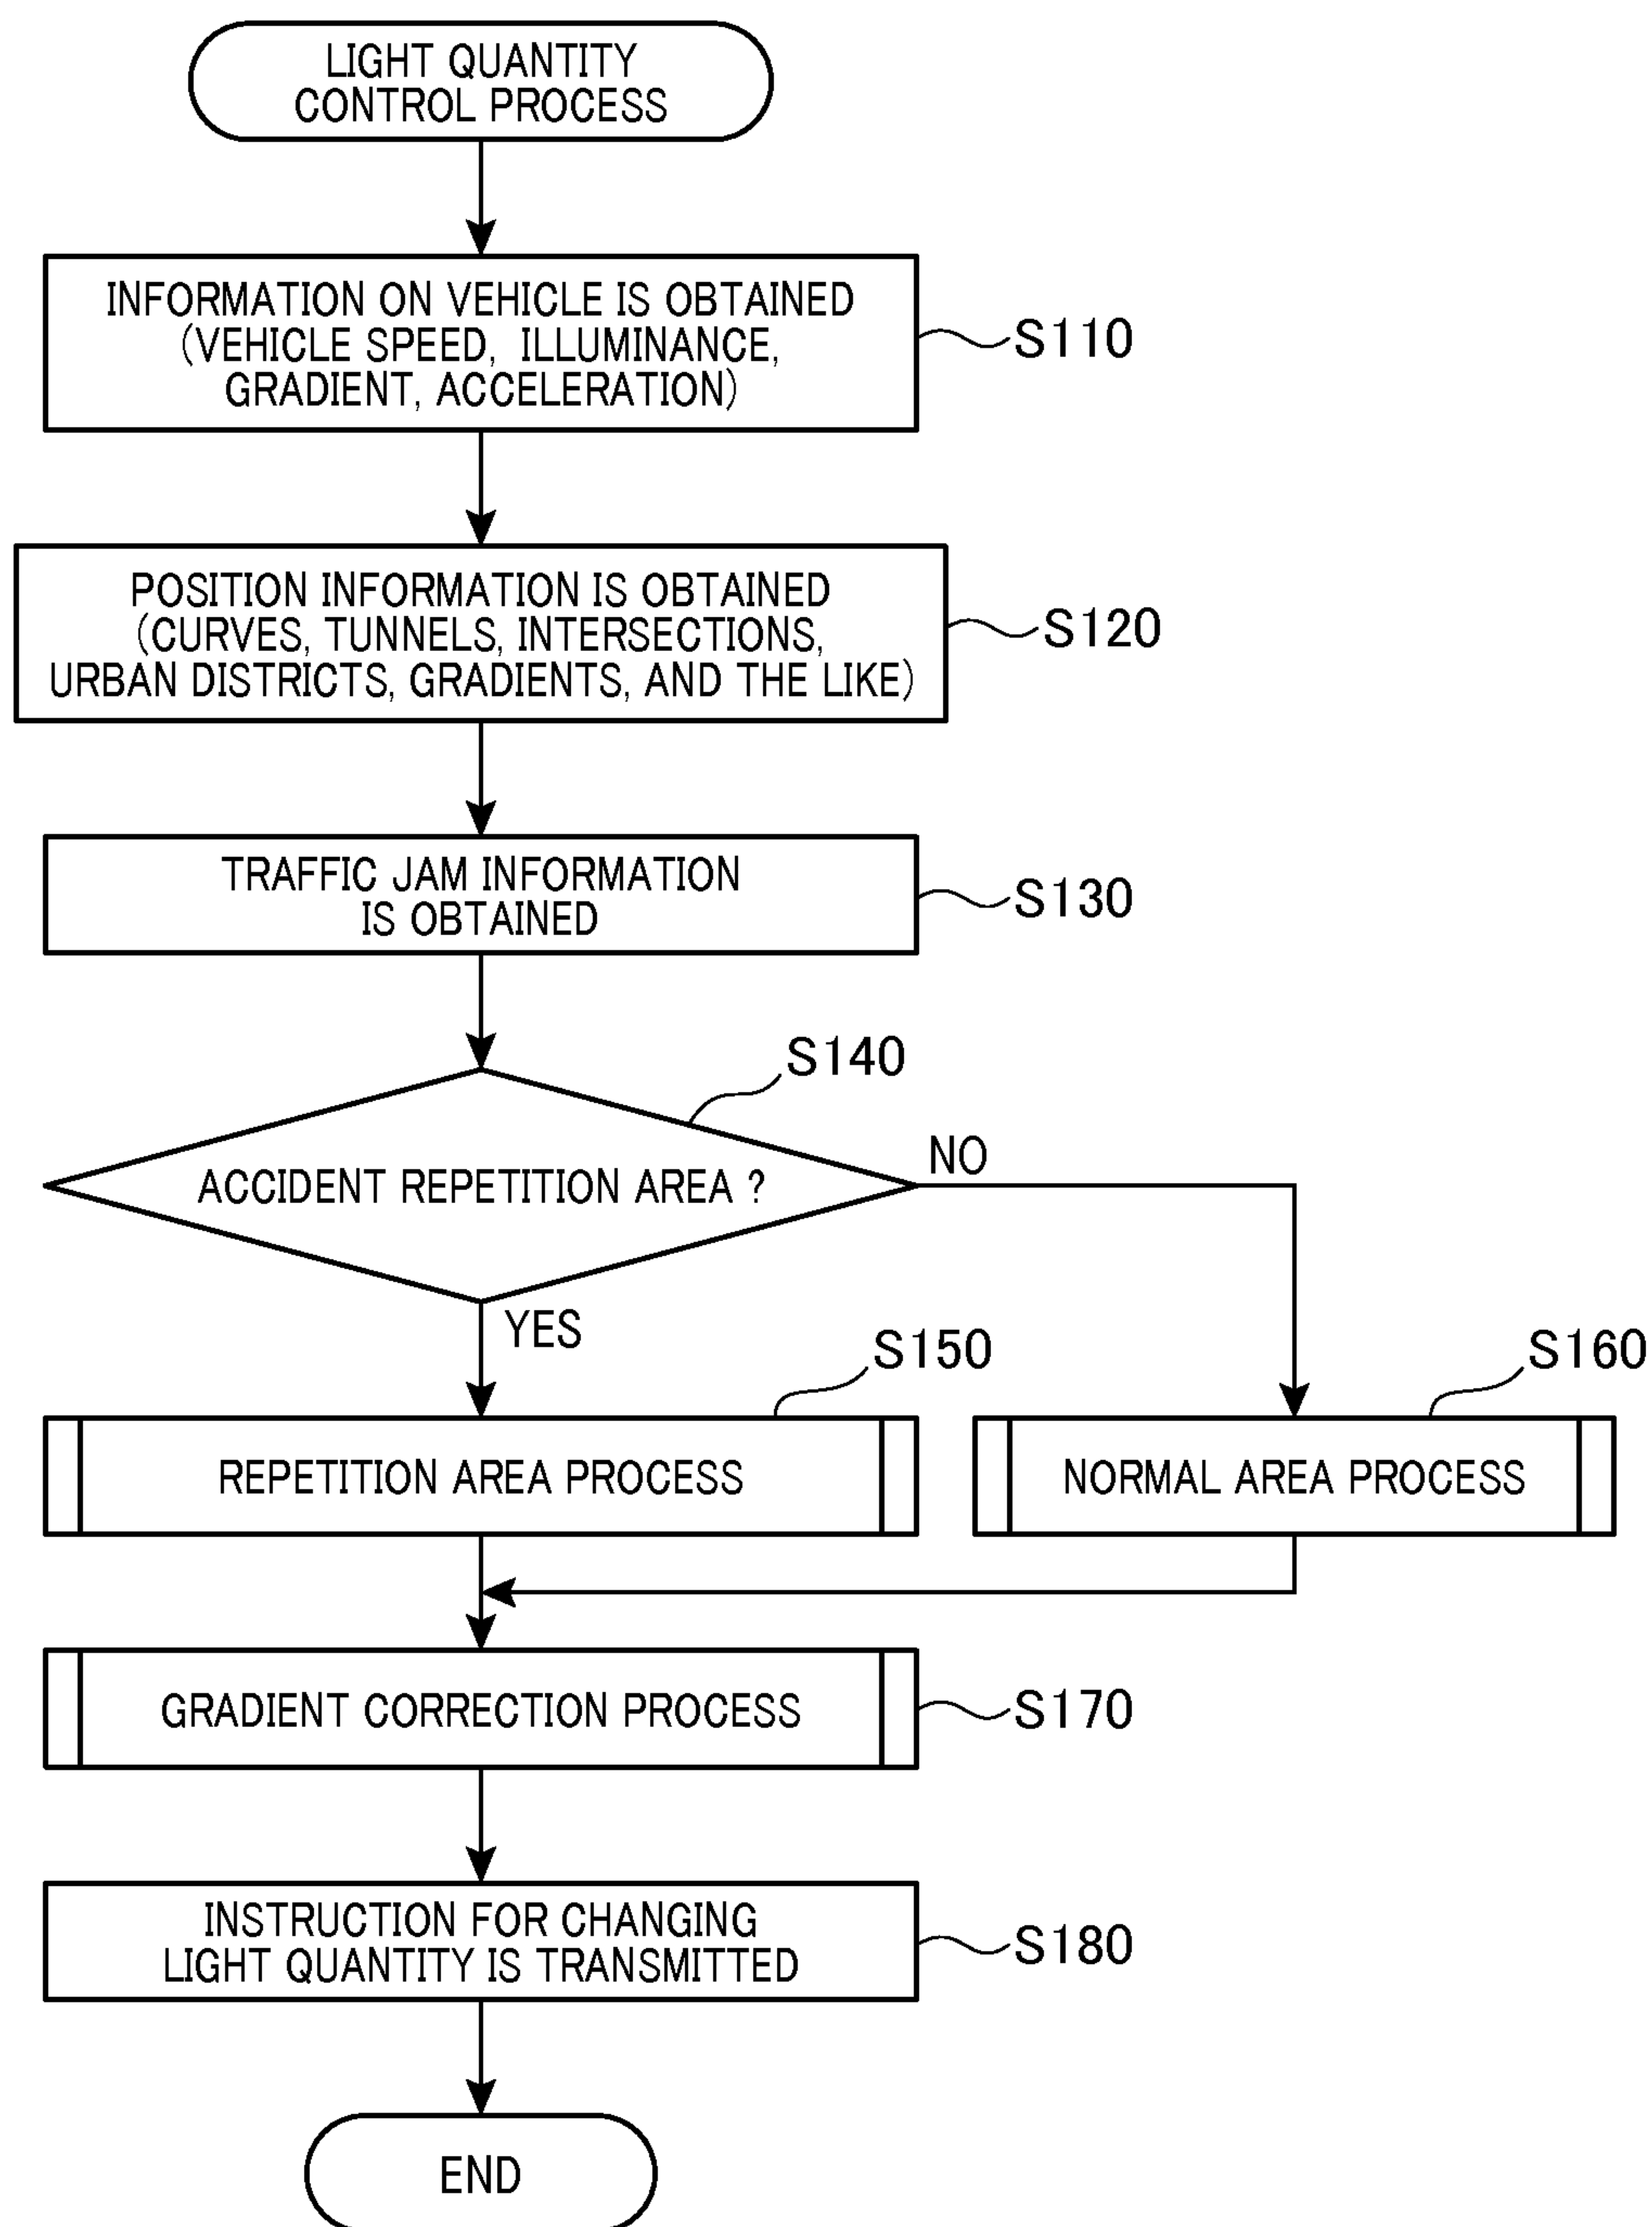 LIGHT QUANTITY
CONTROL PROCESS
INFORMATION ON VEHICLE IS OBTAINED
(VEHICLE SPEED, ILLUMINANCE,
GRADIENT, ACCELERATION)
S110
POSITION INFORMATION IS OBTAINED
(CURVES, TUNNELS, INTERSECTIONS,
URBAN DISTRICTS, GRADIENTS, AND THE LIKE)
S120
TRAFFIC JAM INFORMATION
IS OBTAINED
S130
S140
ACCIDENT REPETITION AREA ?
NO
YES
S150
S160
REPETITION AREA PROCESS
NORMAL AREA PROCESS
GRADIENT CORRECTION PROCESS
S170
INSTRUCTION FOR CHANGING
LIGHT QUANTITY IS TRANSMITTED
S180
END